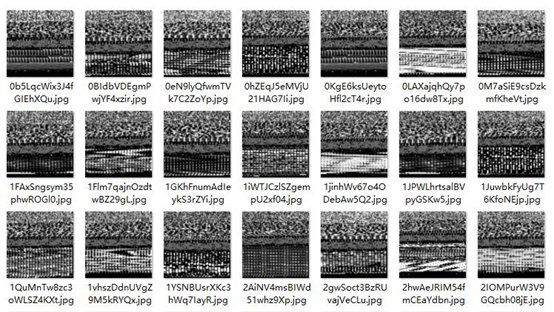 0b5LqcWix3J4f 0BIdbVDEgmP 0eN9lyQfwmTV 0hZEqJ5eMVjU 0KgE6ksUeyto 0LAXajqhQy7p 0M7aSiE9csDzk
GIEhXQu.jpg wjYF4xzir.jpg k7C2ZoYp.jpg 21HAG7Ii.jpg Hfl2cT4r.jpg o16dw8Tx.jpg mfKheVt.jpg
1FAxSngsym35 1Flm7qajnOzdt 1GKhFnumAdIe 1iWTJCzlSZgem 1jinhWv67o4O 1JPWLhrtsalBV 1JuwbkFyUg7T
phwROGl0.jpg wBZ29gL.jpg ykS3rZYi.jpg pU2xf04.jpg DebAw5Q2.jpg pyGSKw5.jpg 6KfoNEjp.jpg
1QuMnTw8zc3 1vhszDdnUVgZ 1YSNBUsrXKc3 2AiNV4msBIWd 2gwSoct3BzRU 2hwAeJRIM54f 2IOMPurW3V9
oWLSZ4KXt.jpg 9M5kRYQx.jpg hWq7IayR.jpg 51whz9Xp.jpg vajVeCLu.jpg mCEaYdbn.jpg GQcbh08jE.jpg